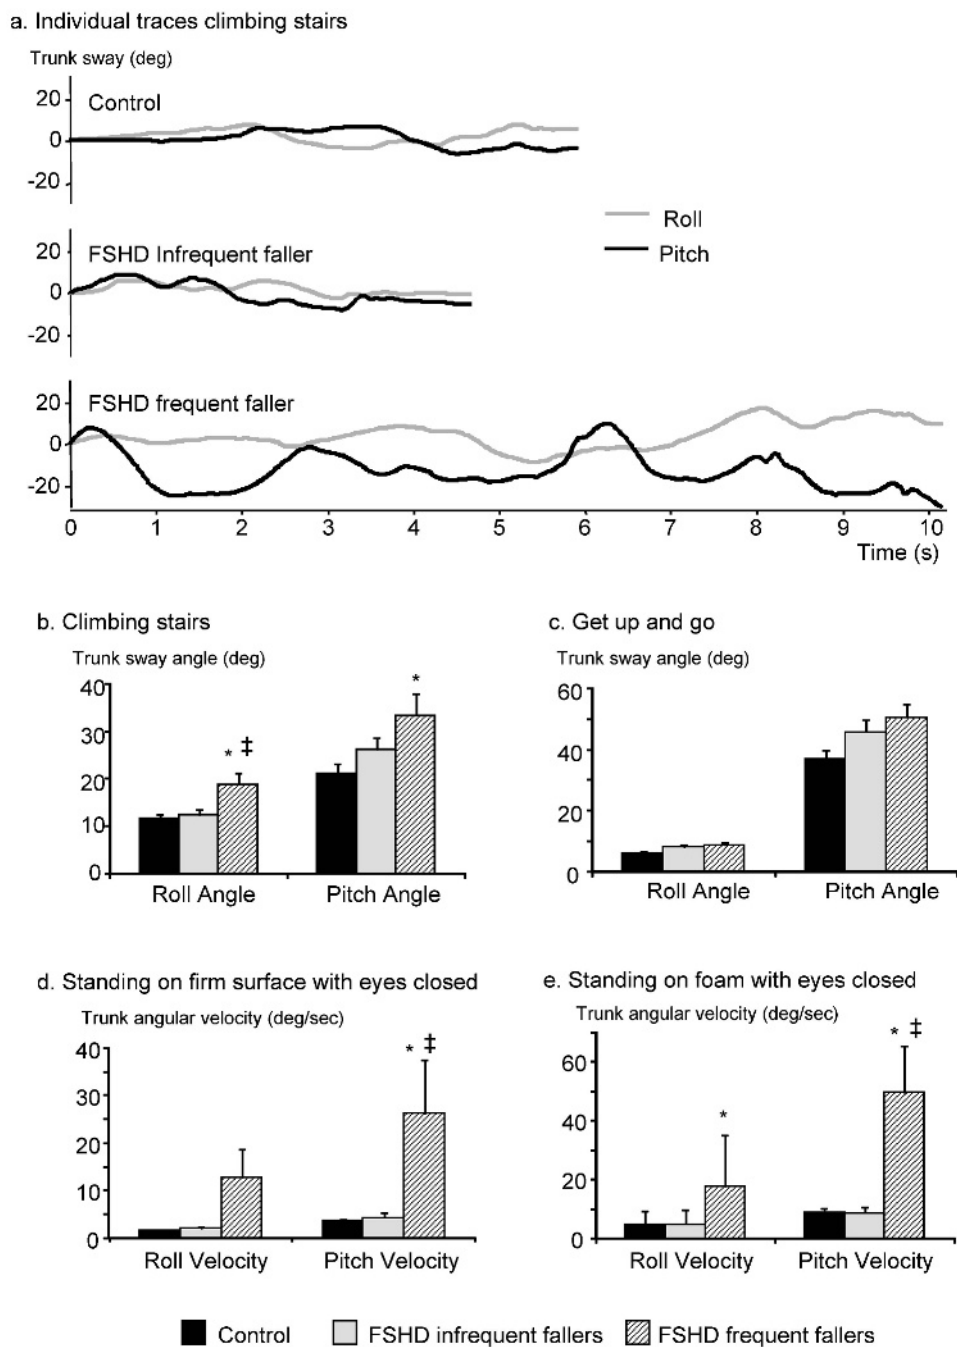 a. Individual traces climbing stairs
Trunk sway (deg)
20
Control
0
-20
Roll
Pitch
20
FSHD Infrequent faller
0
-20
20
FSHD frequent faller
0
-20
0 1 2 3 4 5 6 7 8 9 10
Time (s)
b. Climbing stairs
Trunk sway angle (deg)
40
30
20
10
0
* ‡
*
Roll Angle Pitch Angle
c. Get up and go
Trunk sway angle (deg)
60
40
20
0
Roll Angle Pitch Angle
d. Standing on firm surface with eyes closed
Trunk angular velocity (deg/sec)
40
30
20
10
0
* ‡
Roll Velocity Pitch Velocity
e. Standing on foam with eyes closed
Trunk angular velocity (deg/sec)
60
40
20
0
*
* ‡
Roll Velocity Pitch Velocity
Control FSHD infrequent fallers FSHD frequent fallers